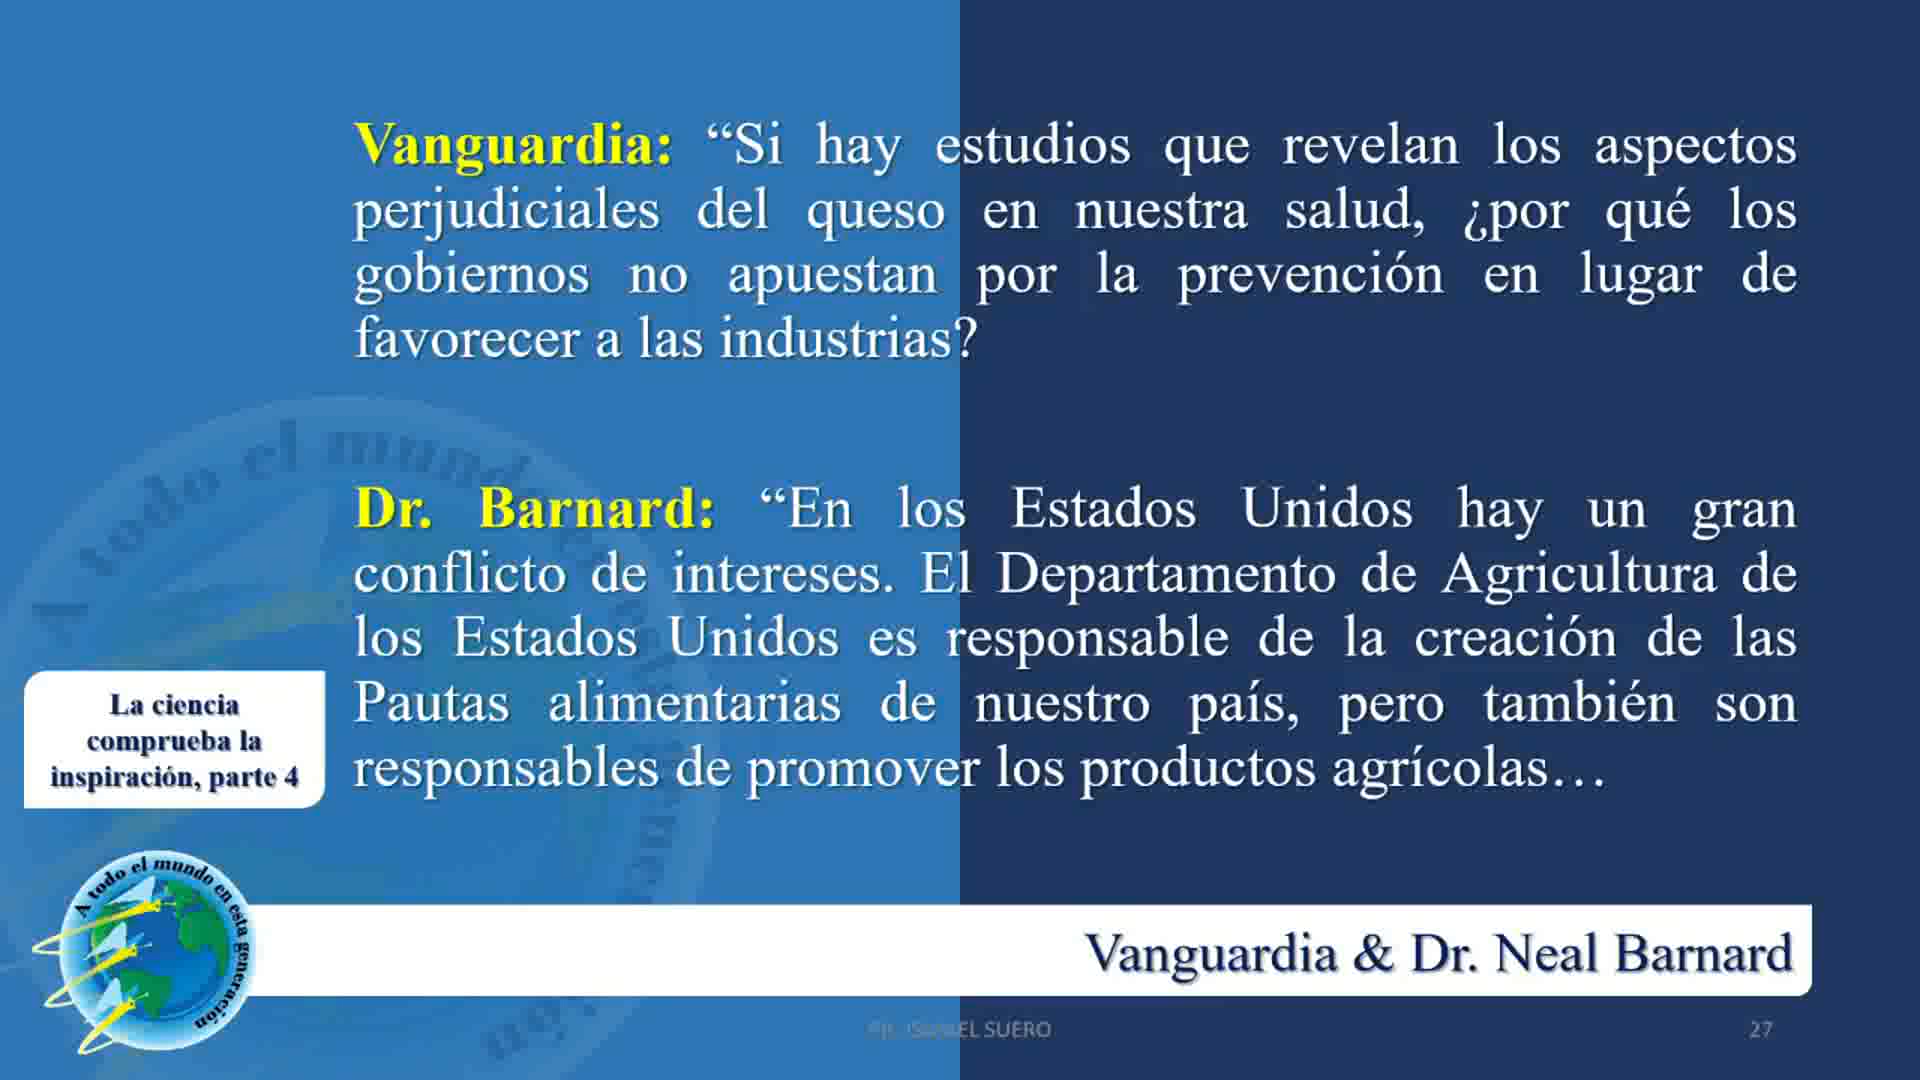 Vanguardia: “Si hay estudios que revelan los aspectos
perjudiciales del queso en nuestra salud, ¿por qué los
gobiernos no apuestan por la prevención en lugar de
favorecer a las industrias?
Dr. Barnard: “En los Estados Unidos hay un gran
conflicto de intereses. El Departamento de Agricultura de
los Estados Unidos es responsable de la creación de las
Pautas alimentarias de nuestro país, pero también son
responsables de promover los productos agrícolas…
La ciencia
comprueba la
inspiración, parte 4
A todo el mundo en esta generación
Vanguardia & Dr. Neal Barnard
SUERO
27